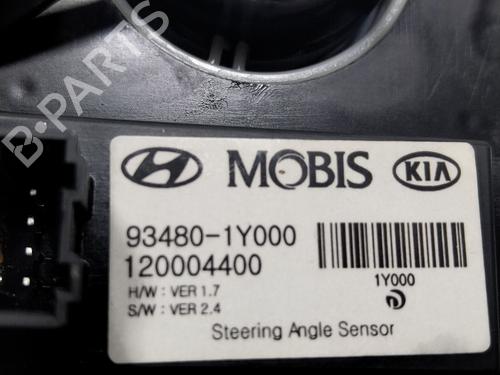 B-PARTS
MOBIS KIA
93480-1Y000
120004400
1Y000
H/W : VER 1.7
S/W : VER 2.4
Steering Angle Sensor